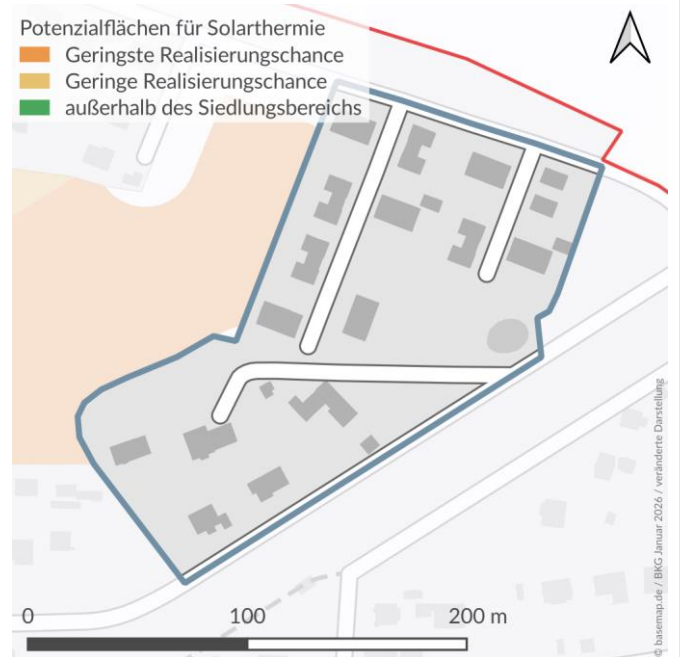 Potenzialflächen für Solarthermie
Geringste Realisierungschance
Geringe Realisierungschance
außerhalb des Siedlungsbereichs
0 100 200 m
© basemap.de / BKG Januar 2026 / veränderte Darstellung